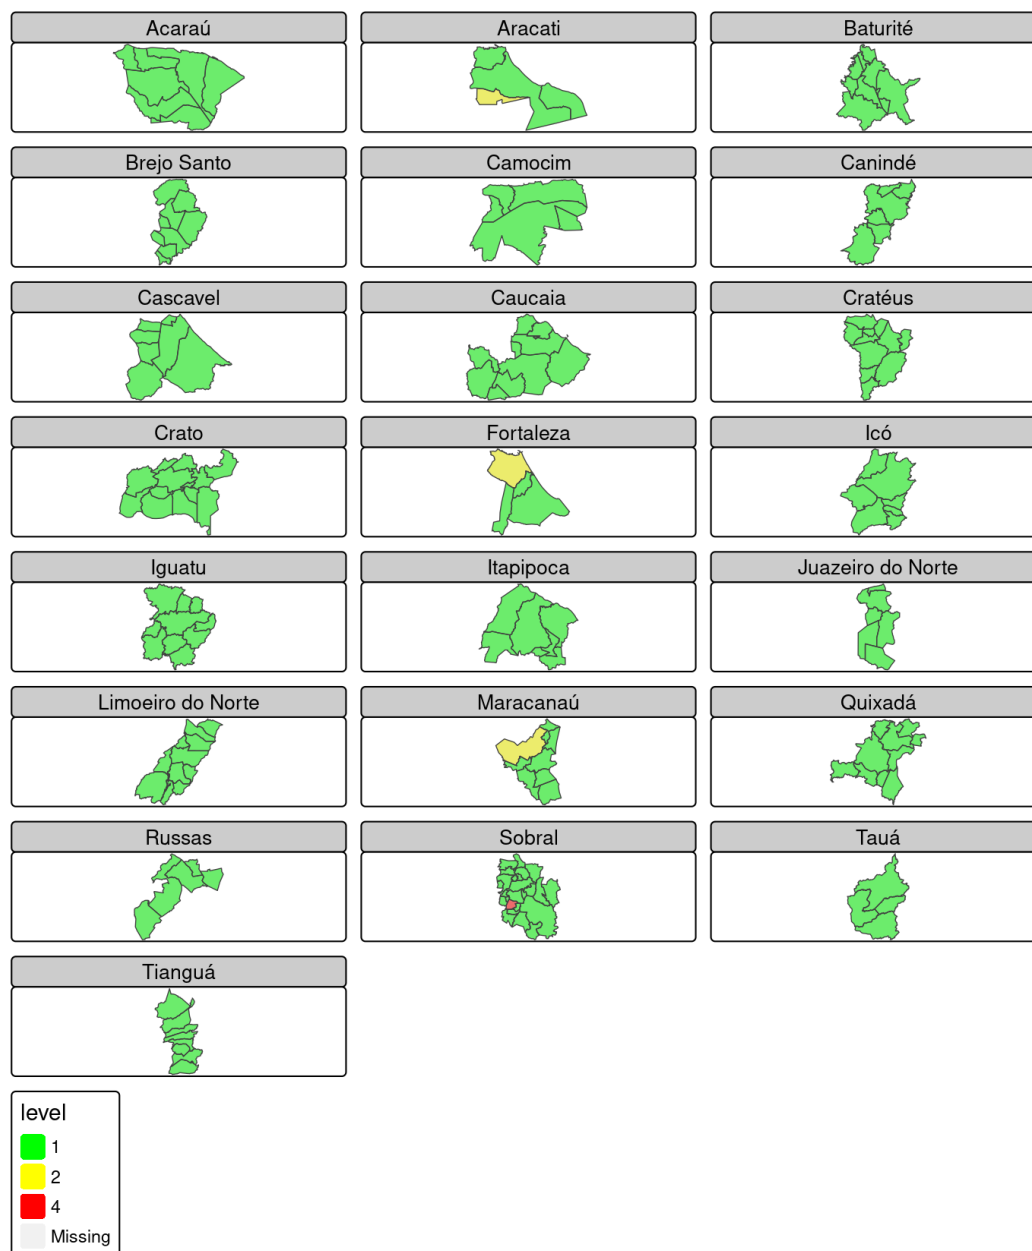 Acaraú
Aracati
Baturité
Brejo Santo
Camocim
Canindé
Cascavel
Caucaia
Cratéus
Crato
Fortaleza
Icó
Iguatu
Itapipoca
Juazeiro do Norte
Limoeiro do Norte
Maracanaú
Quixadá
Russas
Sobral
Tauá
Tianguá
level
1
2
4
Missing